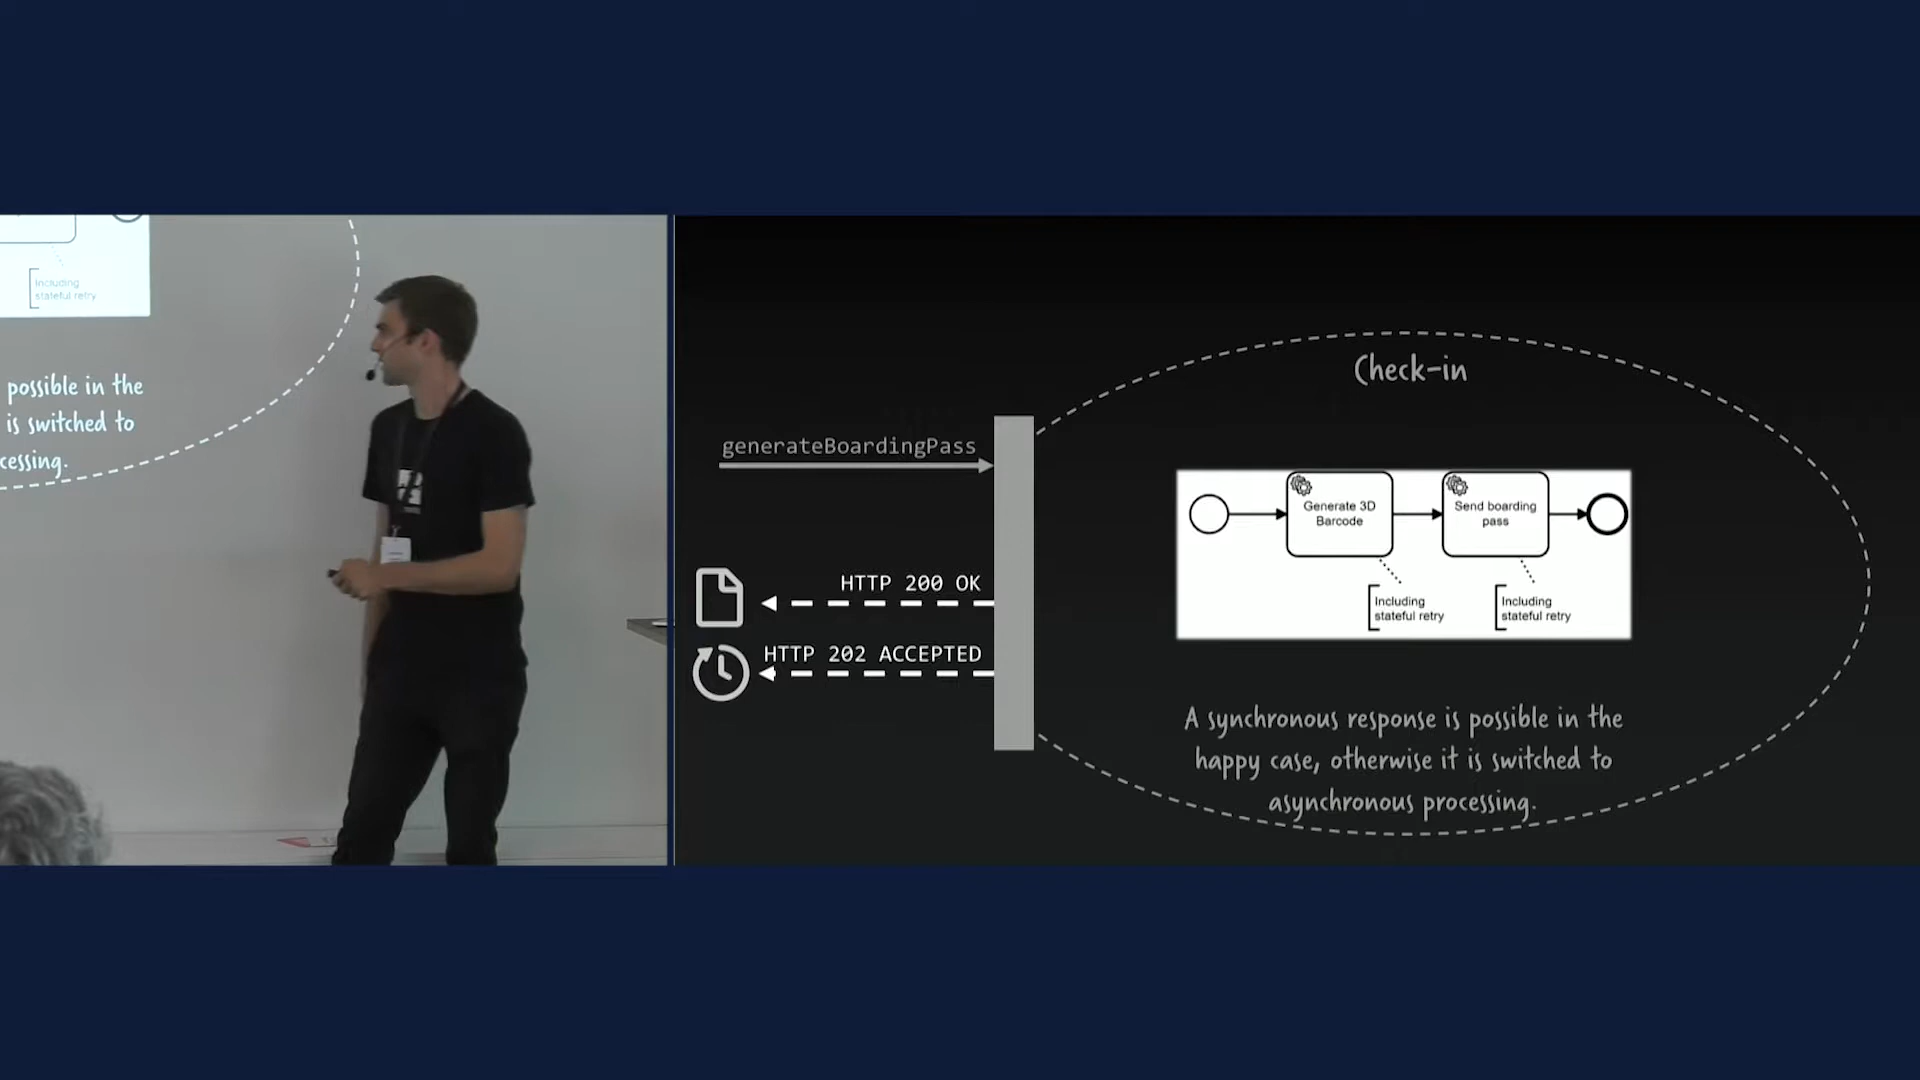 Including
stateful retry
possible in the
is switched to
cessing.
Check-in
generateBoardingPass
Generate 3D
Barcode
Send boarding
pass
Including
stateful retry
Including
stateful retry
HTTP 200 OK
HTTP 202 ACCEPTED
A synchronous response is possible in the
happy case, otherwise it is switched to
asynchronous processing.